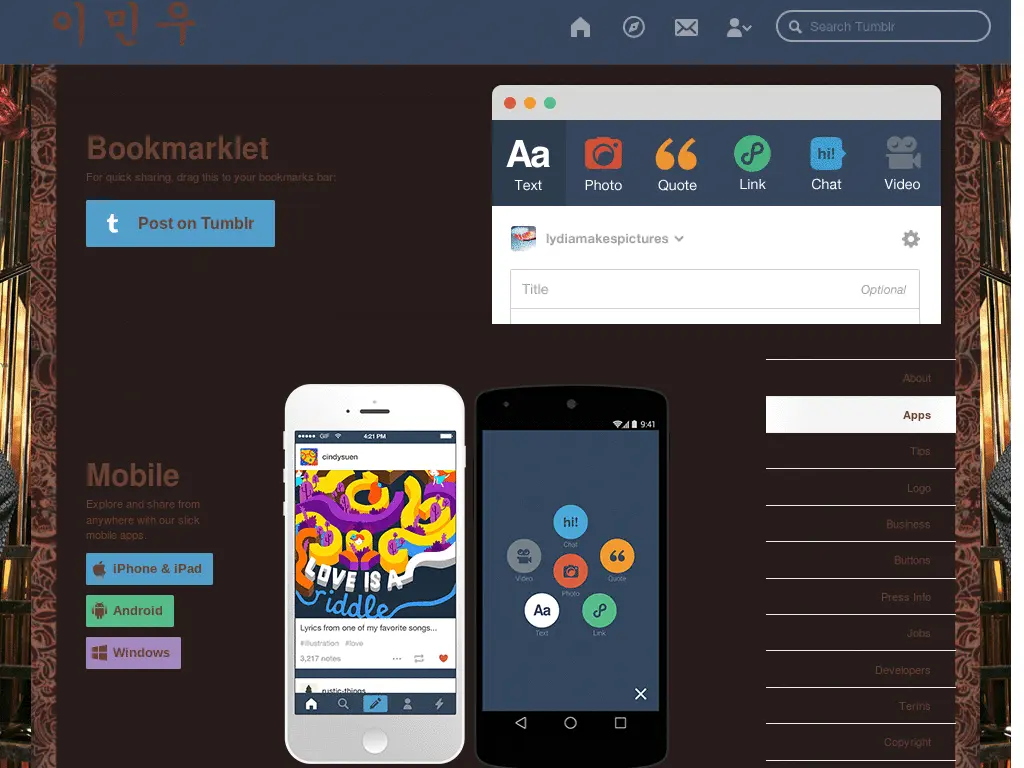 이 민 우
Search Tumblr
Bookmarklet
For quick sharing, drag this to your bookmarks bar:
t Post on Tumblr
Aa
Text
Photo
Quote
Link
hi!
Chat
Video
lydiamakespictures
Title
Optional
About
Apps
Tips
Logo
Business
Buttons
Press Info
Jobs
Developers
Terms
Copyright
Mobile
Explore and share from
anywhere with our slick
mobile apps.
iPhone & iPad
Android
Windows
GIF 4:21 PM
cindysuen
LOVE IS A
riddle
Lyrics from one of my favorite songs...
#illustration #love
3,217 notes
rustic-things
9:41
hi!
Chat
Video
Quote
Photo
Aa
Text
Link